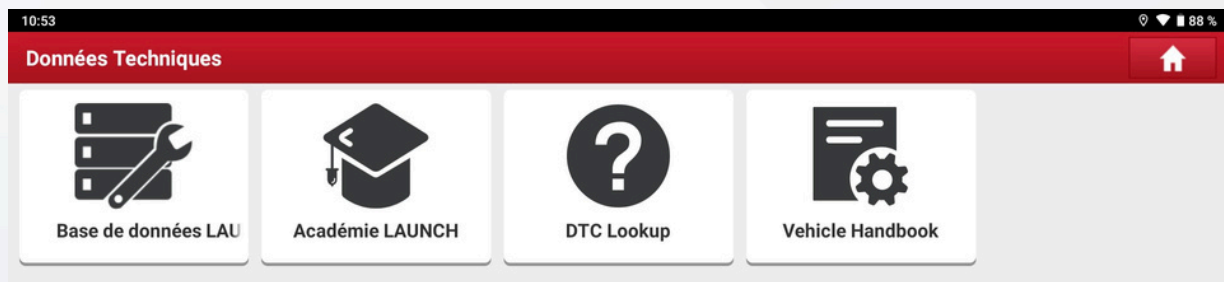 10:53
88 %
Données Techniques
Base de données LAU
Académie LAUNCH
DTC Lookup
Vehicle Handbook